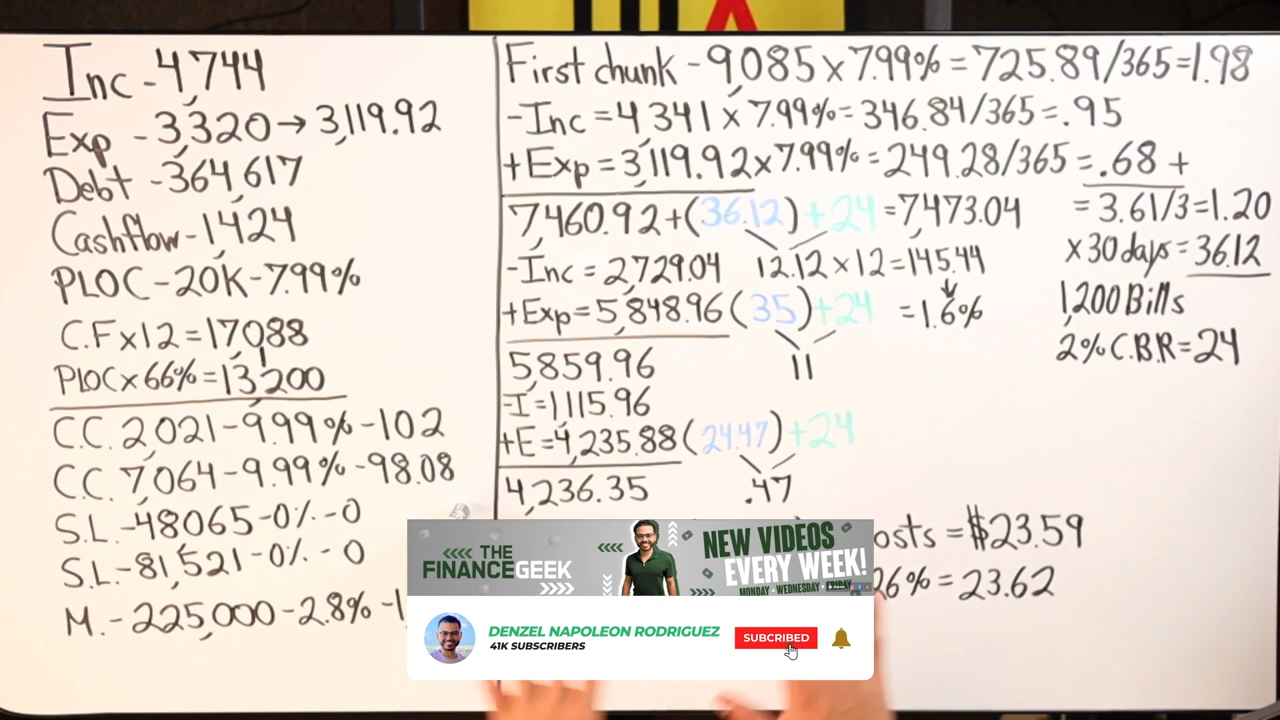 Inc - 4,744
Exp - 3,320 → 3,119.92
Debt - 364,617
Cashflow - 1,424
PLOC - 20K - 7.99%
C.F x 12 = 17,088
PLOC x 66% = 13,200
C.C. 2,021 - 9.99% - 102
C.C. 7,064 - 9.99% - 98.08
S.L. - 48065 - 0% - 0
S.L. - 81,521 - 0% - 0
M. - 225,000 - 2.8% - 1
First chunk - 9,085 x 7.99% = 725.89/365 = 1.98
- Inc = 4,341 x 7.99% = 346.84/365 = .95
+ Exp = 3,119.92 x 7.99% = 249.28/365 = .68 +
= 3.61/3 = 1.20
x 30 days = 36.12
1,200 Bills
2% C.B.R = 24
7,460.92 + (36.12) + 24 = 7,473.04
- Inc = 2,729.04
12.12 x 12 = 145.44
+ Exp = 5,848.96 (35) + 24
= 1.6%
11
5,859.96
- I = 1115.96
+ E = 4,235.88 (24.47) + 24
4,236.35
.47
osts = $23.59
26% = 23.62
THE
FINANCEGEEK
NEW VIDEOS
EVERY WEEK!
MONDAY - WEDNESDAY - FRIDAY
DENZEL NAPOLEON RODRIGUEZ
41K SUBSCRIBERS
SUBCRIBED